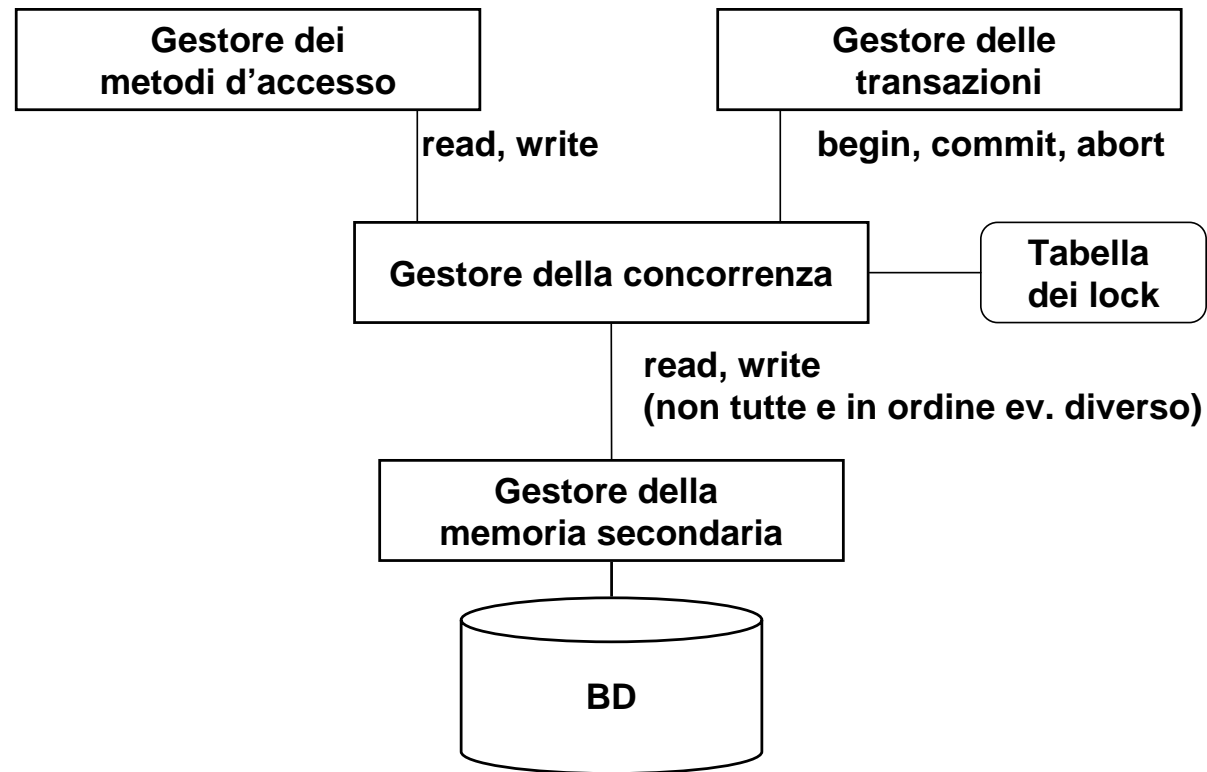 Gestore dei
metodi d'accesso
Gestore delle
transazioni
read, write
begin, commit, abort
Gestore della concorrenza
Tabella
dei lock
read, write
(non tutte e in ordine ev. diverso)
Gestore della
memoria secondaria
BD